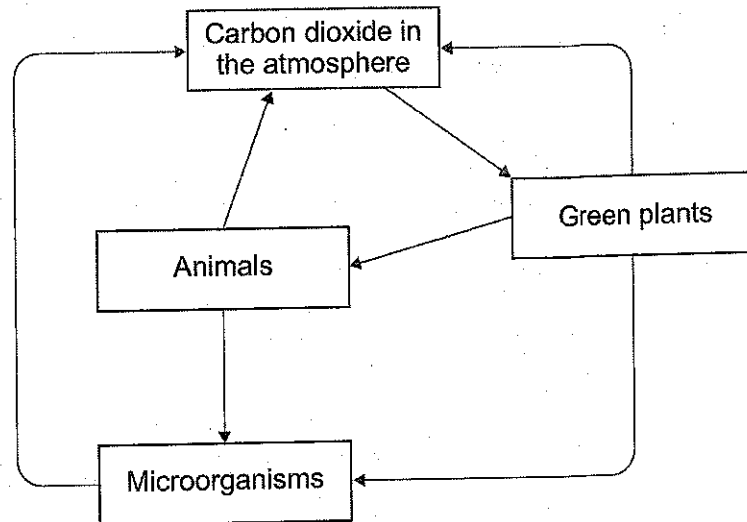 Carbon dioxide in
the atmosphere
Green plants
Animals
Microorganisms